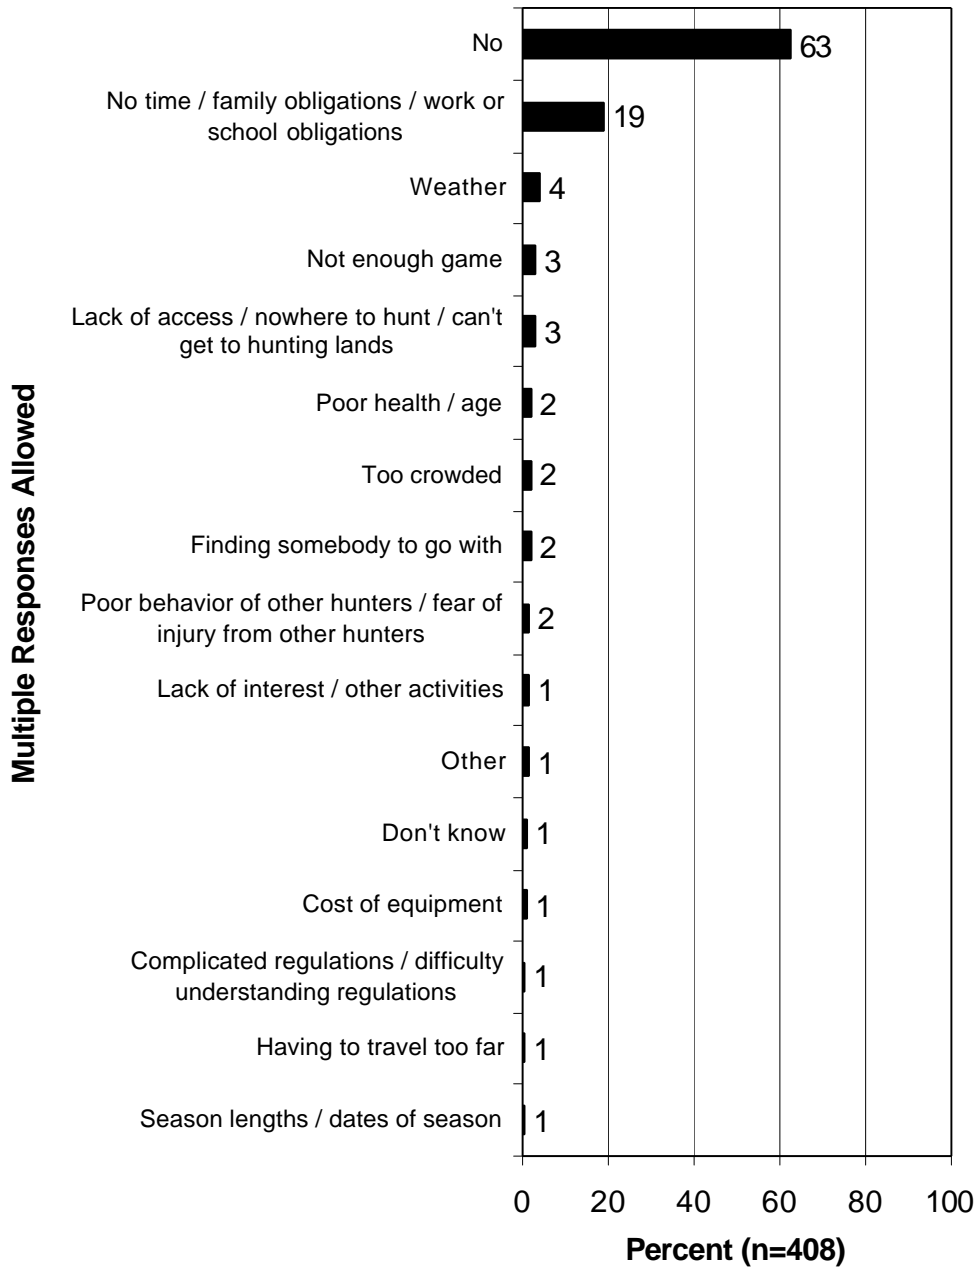 Multiple Responses Allowed
No
63
No time / family obligations / work or
school obligations
19
Weather
4
Not enough game
3
Lack of access / nowhere to hunt / can't
get to hunting lands
3
Poor health / age
2
Too crowded
2
Finding somebody to go with
2
Poor behavior of other hunters / fear of
injury from other hunters
2
Lack of interest / other activities
1
Other
1
Don't know
1
Cost of equipment
1
Complicated regulations / difficulty
understanding regulations
1
Having to travel too far
1
Season lengths / dates of season
1
0 20 40 60 80 100
Percent (n=408)